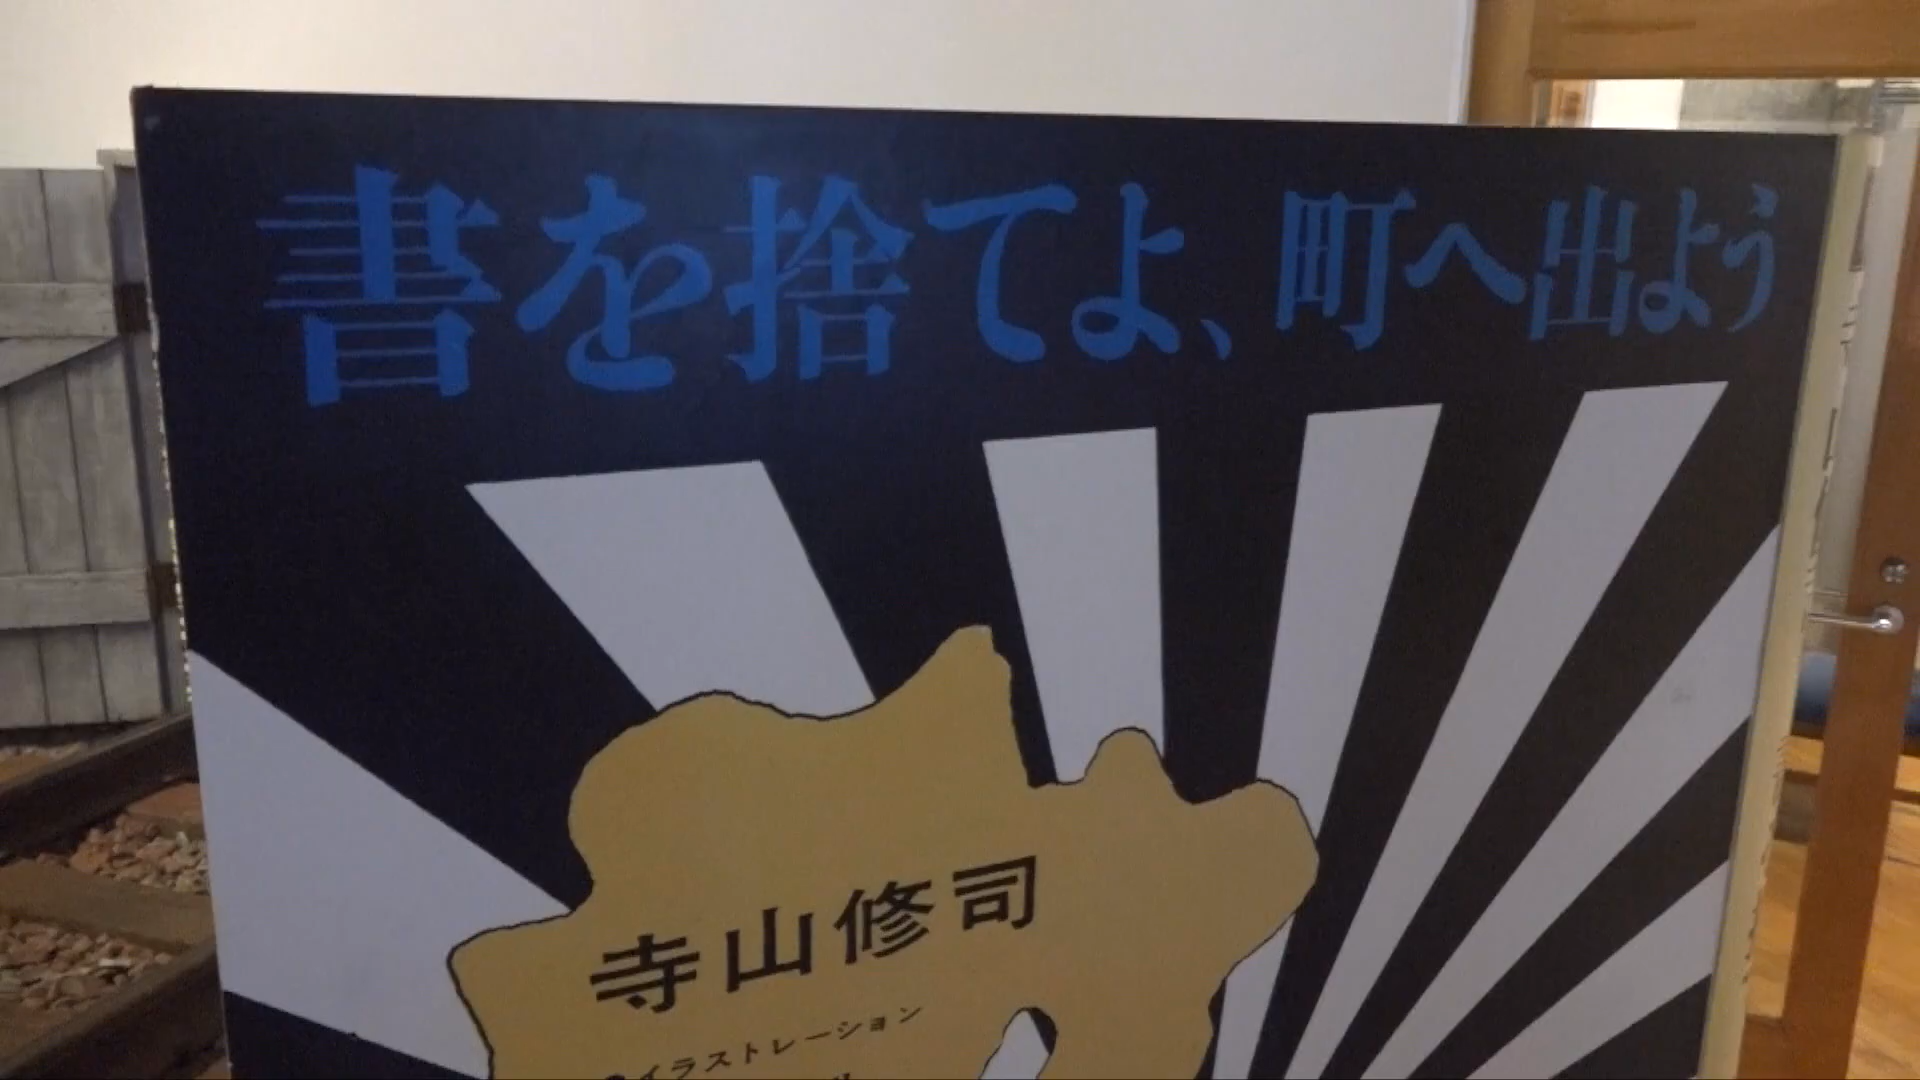 書を捨てよ、町へ出よう
寺山修司
イラストレーション